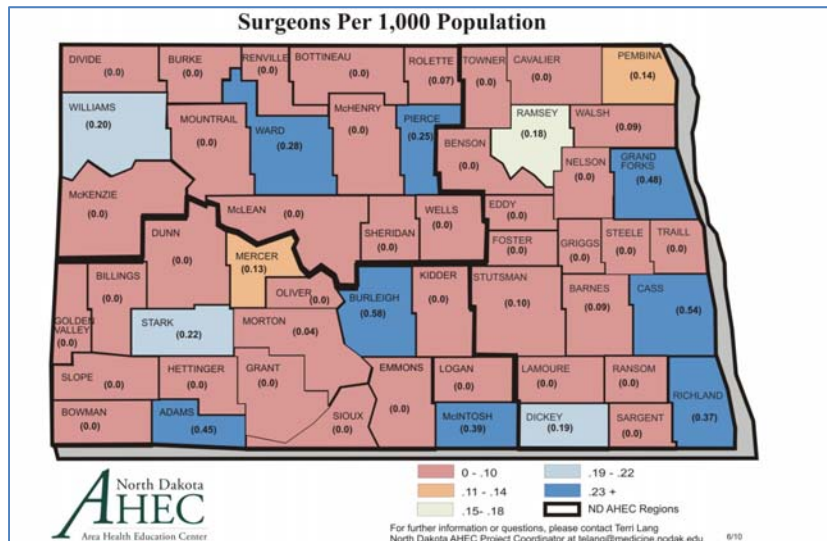 Surgeons Per 1,000 Population
DIVIDE
(0.0)
BURKE
(0.0)
RENVILLE
(0.0)
BOTTINEAU
(0.0)
ROLETTE
(0.07)
TOWNER
(0.0)
CAVALIER
(0.0)
PEMBINA
(0.14)
WILLIAMS
(0.20)
MOUNTRAIL
(0.0)
WARD
(0.28)
McHENRY
(0.0)
PIERCE
(0.25)
BENSON
(0.0)
RAMSEY
(0.18)
WALSH
(0.09)
NELSON
(0.0)
GRAND
FORKS
(0.48)
McKENZIE
(0.0)
DUNN
(0.0)
McLEAN
(0.0)
SHERIDAN
(0.0)
WELLS
(0.0)
EDDY
(0.0)
FOSTER
(0.0)
GRIGGS
(0.0)
STEELE
(0.0)
TRAILL
(0.0)
MERCER
(0.13)
OLIVER
(0.0)
GOLDEN
VALLEY
(0.0)
BILLINGS
(0.0)
STARK
(0.22)
MORTON
(0.04)
BURLEIGH
(0.58)
KIDDER
(0.0)
STUTSMAN
(0.10)
BARNES
(0.09)
CASS
(0.54)
SLOPE
(0.0)
HETTINGER
(0.0)
GRANT
(0.0)
EMMONS
(0.0)
LOGAN
(0.0)
LAMOURE
(0.0)
RANSOM
(0.0)
RICHLAND
(0.37)
BOWMAN
(0.0)
ADAMS
(0.45)
SIOUX
(0.0)
McINTOSH
(0.39)
DICKEY
(0.19)
SARGENT
(0.0)
North Dakota
AHEC
Area Health Education Center
0 - .10
.11 - .14
.15- .18
.19 - .22
.23 +
ND AHEC Regions
For further information or questions, please contact Terri Lang
North Dakota AHEC Project Coordinator at telang@medicine.nodak.edu
6/10